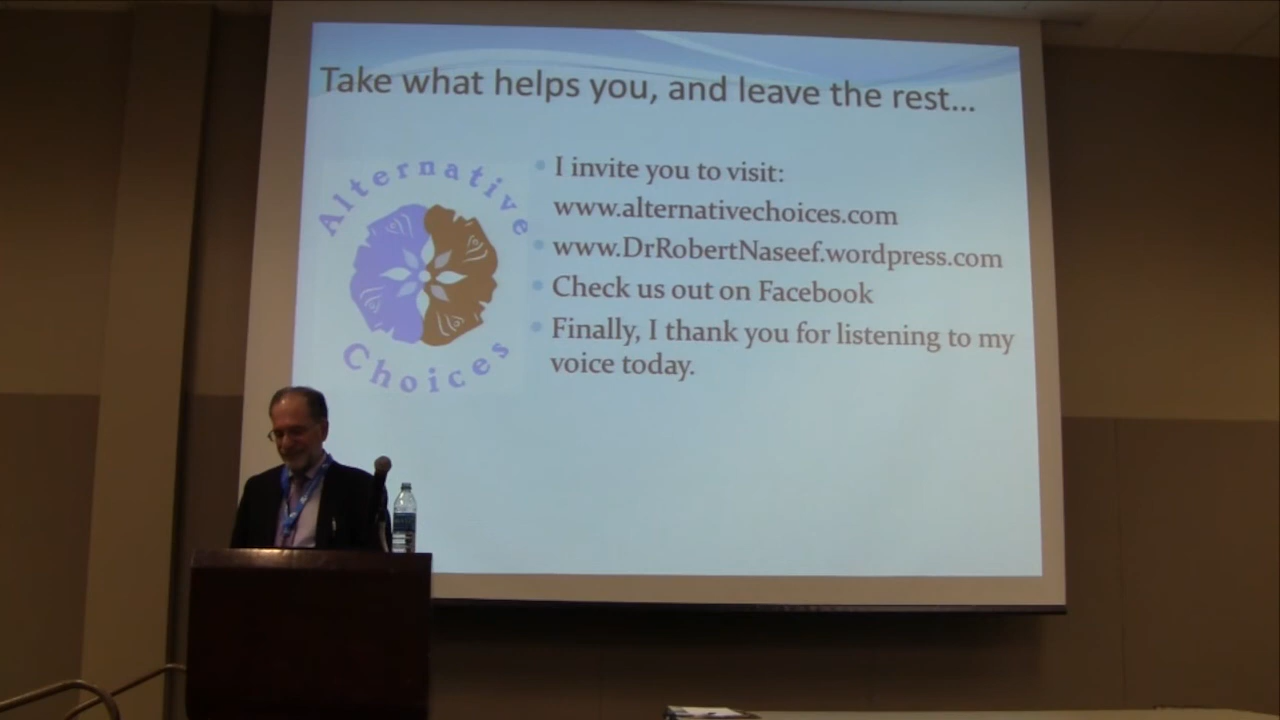 Take what helps you, and leave the rest...
Alternative
Choices
I invite you to visit:
www.alternativechoices.com
www.DrRobertNaseef.wordpress.com
Check us out on Facebook
Finally, I thank you for listening to my
voice today.